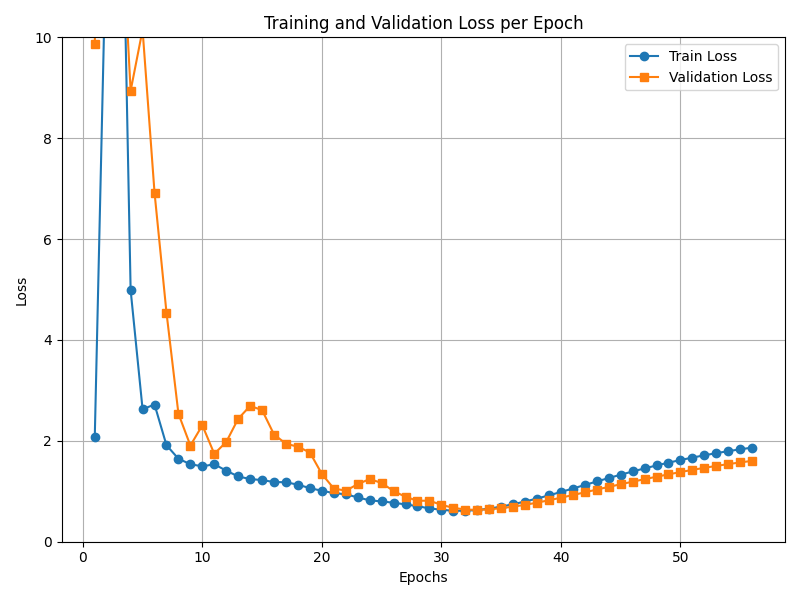 Training and Validation Loss per Epoch
Train Loss
Validation Loss
Loss
10
8
6
4
2
0
0 10 20 30 40 50
Epochs